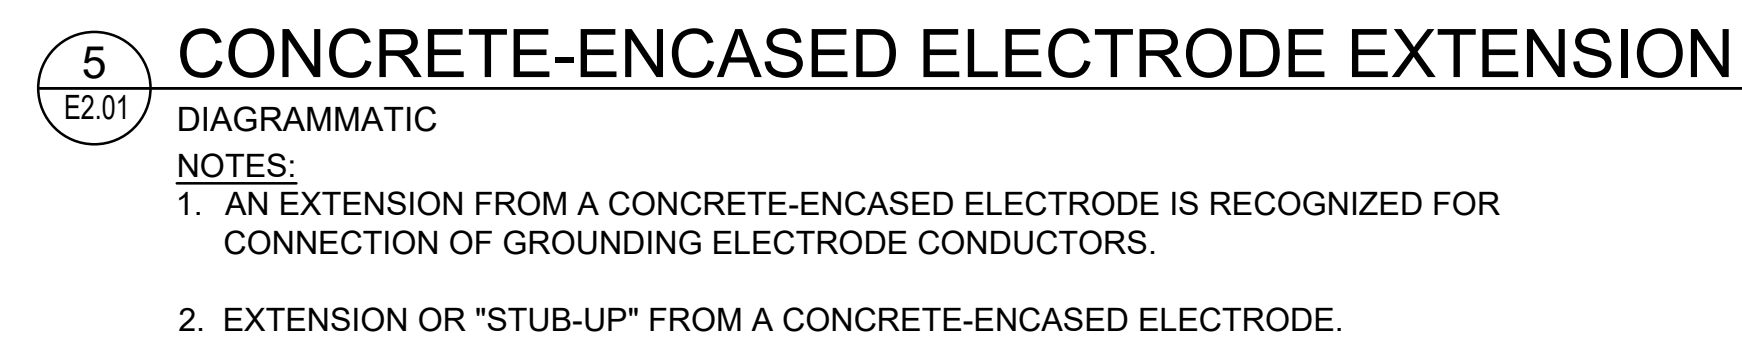 5
E2.01
CONCRETE-ENCASED ELECTRODE EXTENSION
DIAGRAMMATIC
NOTES:
1. AN EXTENSION FROM A CONCRETE-ENCASED ELECTRODE IS RECOGNIZED FOR
CONNECTION OF GROUNDING ELECTRODE CONDUCTORS.
2. EXTENSION OR "STUB-UP" FROM A CONCRETE-ENCASED ELECTRODE.